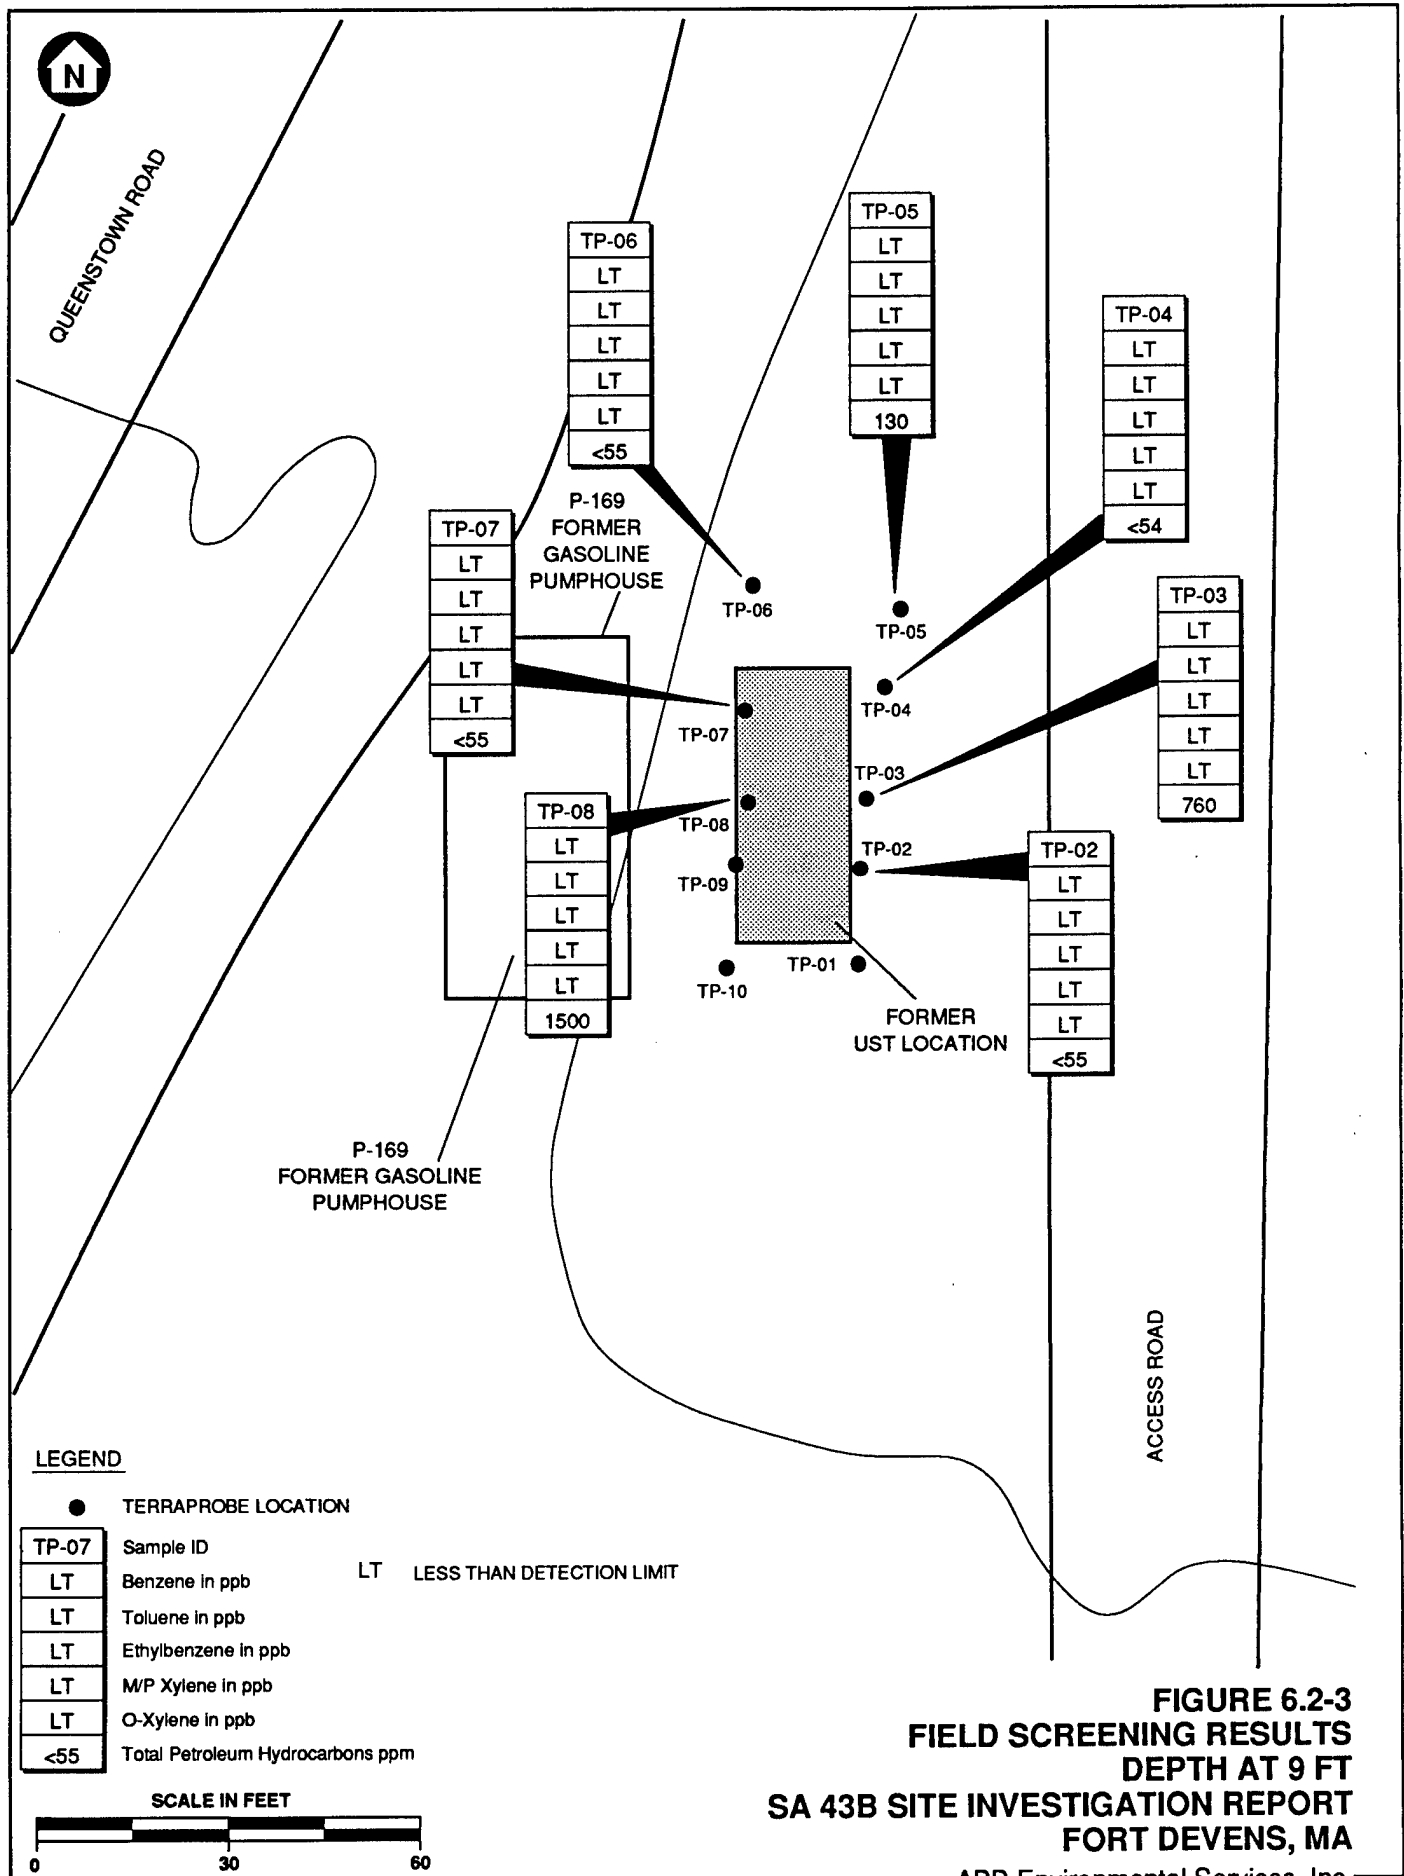 N
QUEENSTOWN ROAD
TP-06
LT
LT
LT
LT
LT
<55
TP-05
LT
LT
LT
LT
LT
130
TP-04
LT
LT
LT
LT
LT
<54
TP-07
LT
LT
LT
LT
LT
<55
P-169
FORMER
GASOLINE
PUMPHOUSE
TP-03
LT
LT
LT
LT
LT
760
TP-06
TP-05
TP-04
TP-07
TP-03
TP-08
TP-02
TP-09
TP-01
TP-10
TP-08
LT
LT
LT
LT
LT
1500
TP-02
LT
LT
LT
LT
LT
<55
FORMER
UST LOCATION
P-169
FORMER GASOLINE
PUMPHOUSE
ACCESS ROAD
LEGEND
TERRAPROBE LOCATION
TP-07 Sample ID
LT Benzene in ppb
LT Toluene in ppb
LT Ethylbenzene in ppb
LT M/P Xylene in ppb
LT O-Xylene in ppb
<55 Total Petroleum Hydrocarbons ppm
LT LESS THAN DETECTION LIMIT
SCALE IN FEET
0 30 60
FIGURE 6.2-3
FIELD SCREENING RESULTS
DEPTH AT 9 FT
SA 43B SITE INVESTIGATION REPORT
FORT DEVENS, MA
Environmental Services, Inc.